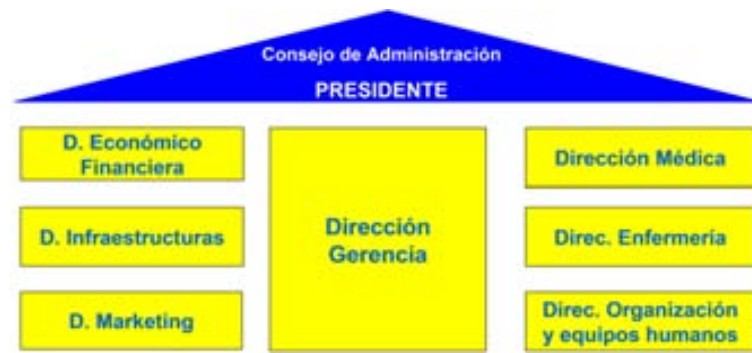 Consejo de Administración
PRESIDENTE
D. Económico
Financiera
D. Infraestructuras
D. Marketing
Dirección
Gerencia
Dirección Médica
Direc. Enfermería
Direc. Organización
y equipos humanos